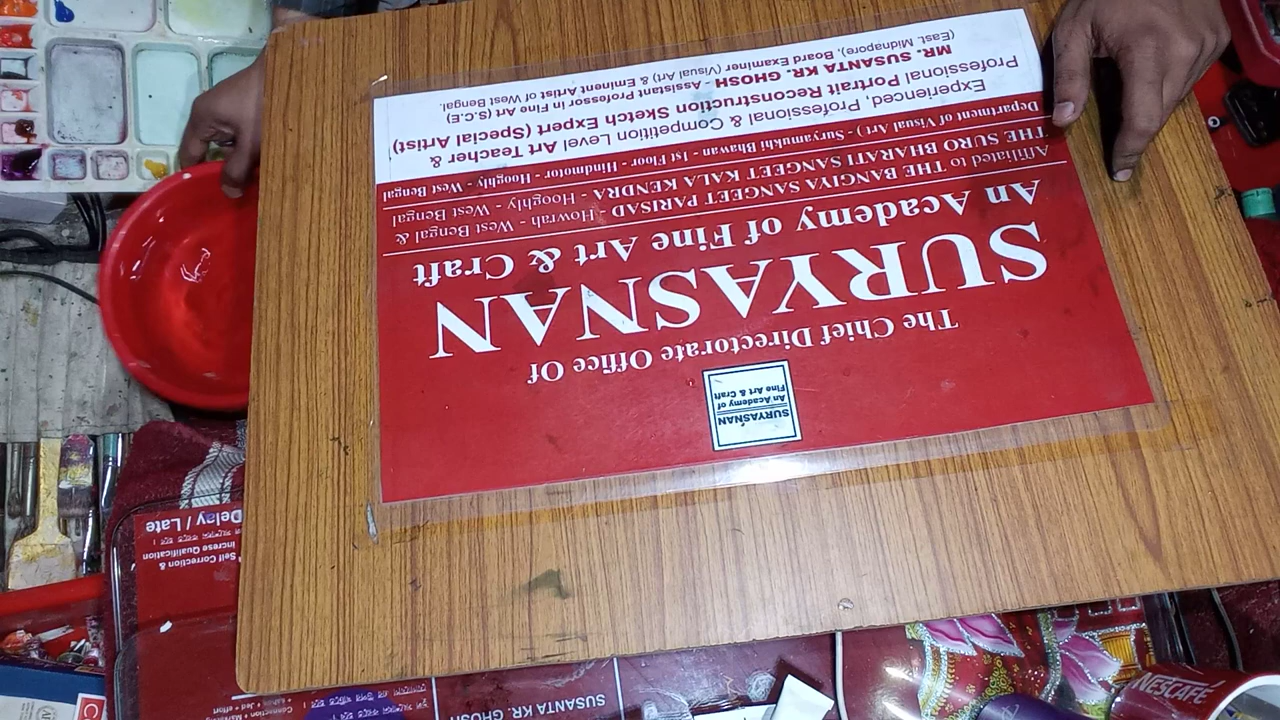 SURYASNAN
An Academy of
Fine Art & Craft
The Chief Directorate Office Of
SURYASNAN
An Academy of Fine Art & Craft
Affiliated to
THE BANGIYA SANGEET PARISAD - Howrah - West Bengal &
THE SURO BHARATI SANGEET KALA KENDRA - Hooghly - West Bengal
Department of Visual Art) - Suryamukhi Bhawan - 1st Floor - Hindmotor - Hooghly - West Bengal
Experienced, Professional & Competition Level Art Teacher &
Professional Portrait Reconstruction Sketch Expert (Special Artist)
MR. SUSANTA KR. GHOSH - Assistant Professor in Fine Art (S.C.E)
(East. Midnapore), Board Examiner (Visual Art) & Eminent Artist of West Bengal.
Delay / Late
Increse Qualification
Self Correction &
SUSANTA KR. GHOSH
NESCAFÉ